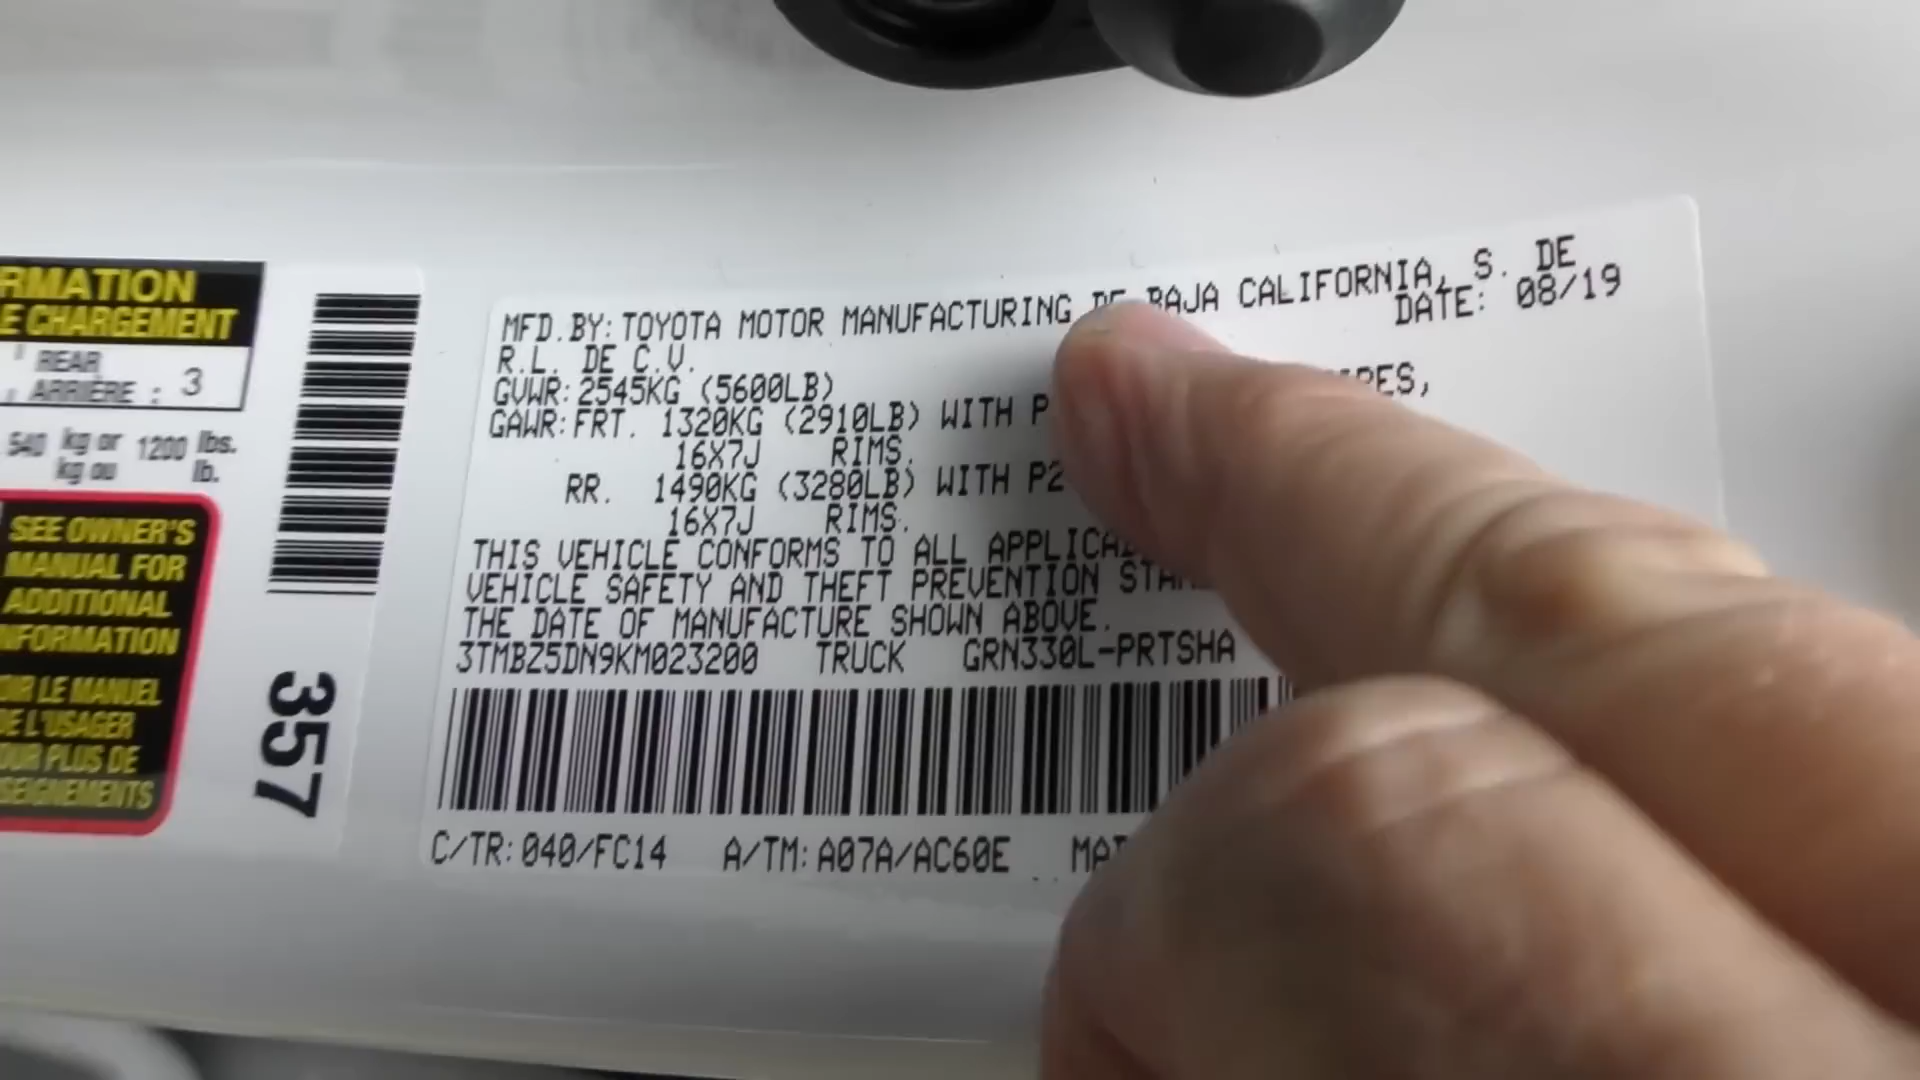 RMATION
E CHARGEMENT
REAR
ARRIÈRE : 3
540 kg or 1200 lbs.
kg ou lb.
SEE OWNER'S
MANUAL FOR
ADDITIONAL
NFORMATION
OIR LE MANUEL
DE L'USAGER
OUR PLUS DE
SEIGNEMENTS
357
MFD.BY:TOYOTA MOTOR MANUFACTURING DE BAJA CALIFORNIA, S. DE
R.L. DE C.V. DATE: 08/19
GVWR:2545KG (5600LB)
GAWR:FRT. 1320KG (2910LB) WITH P
16X7J RIMS.
RR. 1490KG (3280LB) WITH P2
16X7J RIMS.
THIS VEHICLE CONFORMS TO ALL
VEHICLE SAFETY AND THEFT PREVENTION
THE DATE OF MANUFACTURE SHOWN ABOVE.
3TMBZ5DN9KM023200 TRUCK GRN330L-PRTSHA
C/TR:040/FC14 A/TM:A07A/AC60E